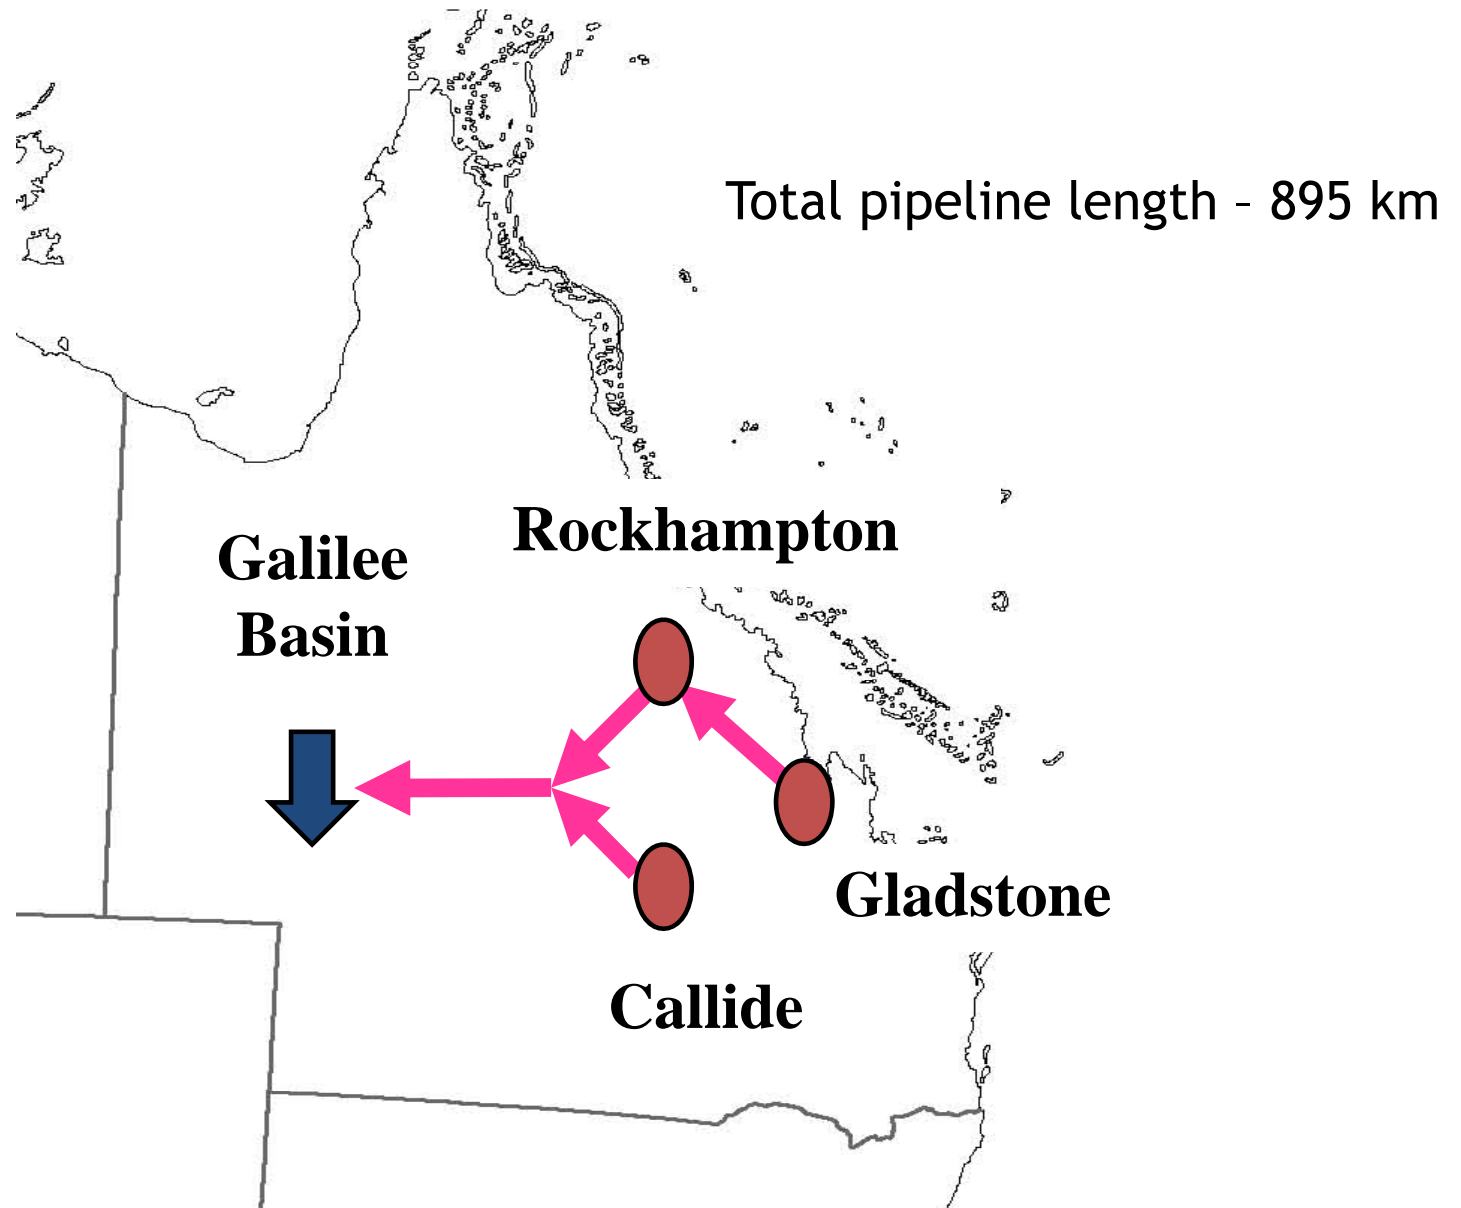 Total pipeline length – 895 km
Rockhampton
Galilee
Basin
Gladstone
Callide